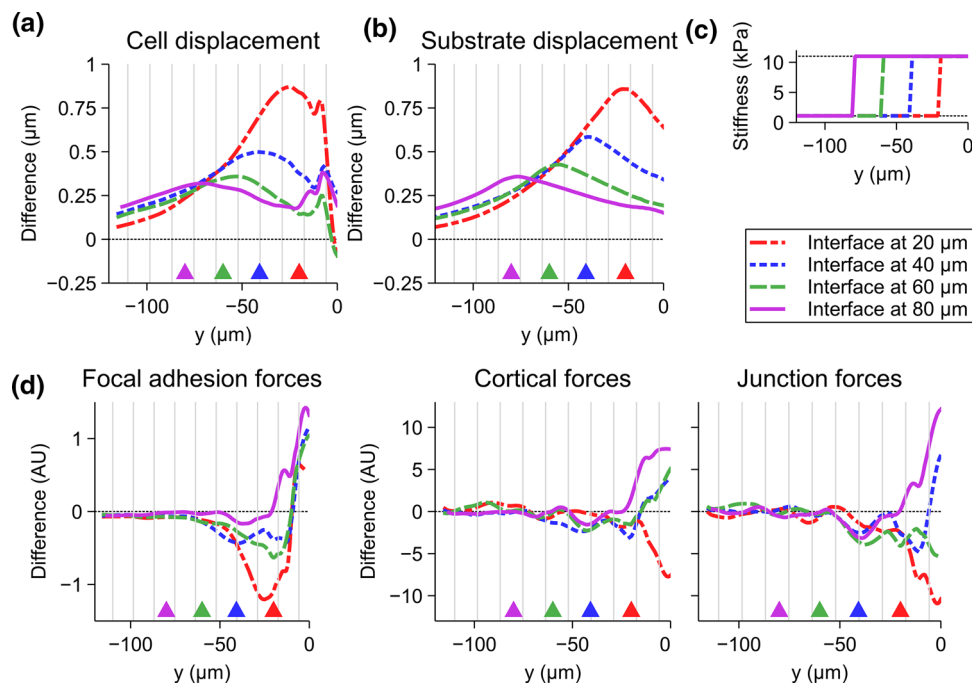 (a)
Cell displacement
1
0.75
0.5
0.25
0
−0.25
Difference (µm)
−100
−50
0
y (µm)
(b)
Substrate displacement
1
0.75
0.5
0.25
0
−0.25
Difference (µm)
−100
−50
0
y (µm)
(c)
Stiffness (kPa)
10
5
0
−100
−50
0
y (µm)
Interface at 20 µm
Interface at 40 µm
Interface at 60 µm
Interface at 80 µm
(d)
Focal adhesion forces
1
0
−1
Difference (AU)
−100
−50
0
y (µm)
Cortical forces
10
5
0
−5
−10
Difference (AU)
−100
−50
0
y (µm)
Junction forces
10
5
0
−5
−10
−100
−50
0
y (µm)